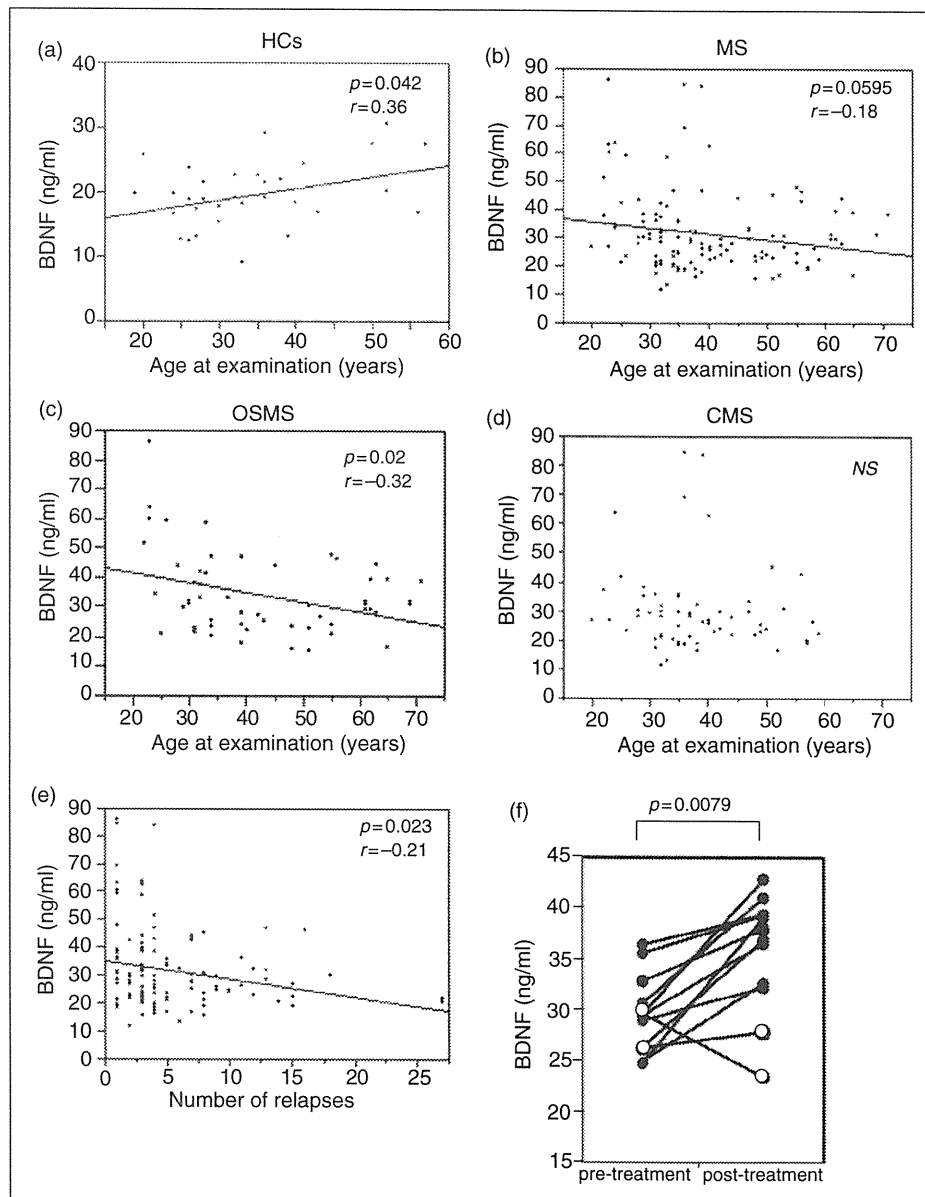 (a)
HCs
p=0.042
r=0.36
BDNF (ng/ml)
40
30
20
10
0
20
30
40
50
60
Age at examination (years)
(b)
MS
p=0.0595
r=−0.18
BDNF (ng/ml)
90
80
70
60
50
40
30
20
10
0
20
30
40
50
60
70
Age at examination (years)
(c)
OSMS
p=0.02
r=−0.32
BDNF (ng/ml)
90
80
70
60
50
40
30
20
10
0
20
30
40
50
60
70
Age at examination (years)
(d)
CMS
NS
BDNF (ng/ml)
90
80
70
60
50
40
30
20
10
0
20
30
40
50
60
70
Age at examination (years)
(e)
p=0.023
r=−0.21
BDNF (ng/ml)
90
80
70
60
50
40
30
20
10
0
0
5
10
15
20
25
Number of relapses
(f)
p=0.0079
BDNF (ng/ml)
45
40
35
30
25
20
15
pre-treatment
post-treatment